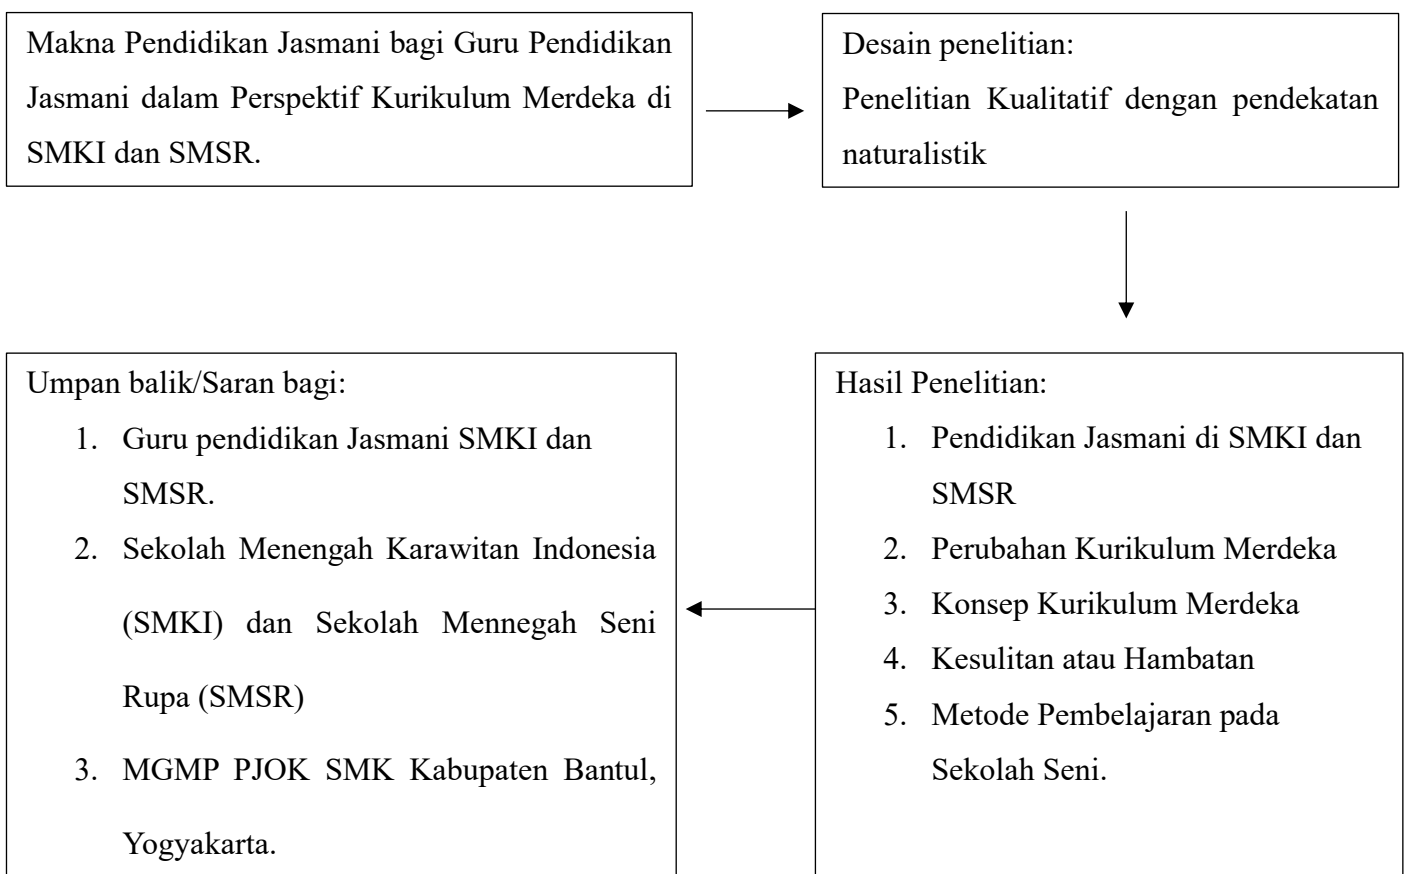 Makna Pendidikan Jasmani bagi Guru Pendidikan
Jasmani dalam Perspektif Kurikulum Merdeka di
SMKI dan SMSR.
Desain penelitian:
Penelitian Kualitatif dengan pendekatan
naturalistik
Hasil Penelitian:
1. Pendidikan Jasmani di SMKI dan
SMSR
2. Perubahan Kurikulum Merdeka
3. Konsep Kurikulum Merdeka
4. Kesulitan atau Hambatan
5. Metode Pembelajaran pada
Sekolah Seni.
Umpan balik/Saran bagi:
1. Guru pendidikan Jasmani SMKI dan
SMSR.
2. Sekolah Menengah Karawitan Indonesia
(SMKI) dan Sekolah Mennegah Seni
Rupa (SMSR)
3. MGMP PJOK SMK Kabupaten Bantul,
Yogyakarta.